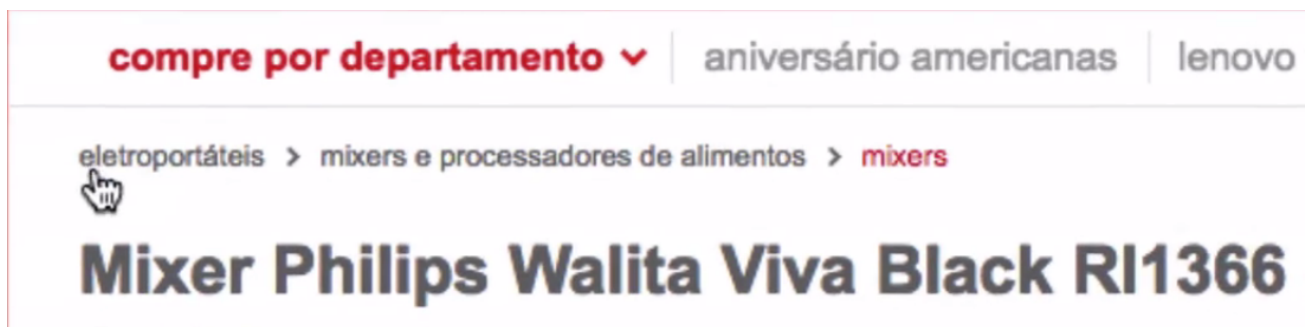 compre por departamento aniversário americanas lenovo
eletroportáteis > mixers e processadores de alimentos > mixers
Mixer Philips Walita Viva Black RI1366